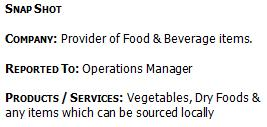 SNAP SHOT
COMPANY: Provider of Food & Beverage items.
REPORTED TO: Operations Manager
PRODUCTS / SERVICES: Vegetables, Dry Foods &
any items which can be sourced locally